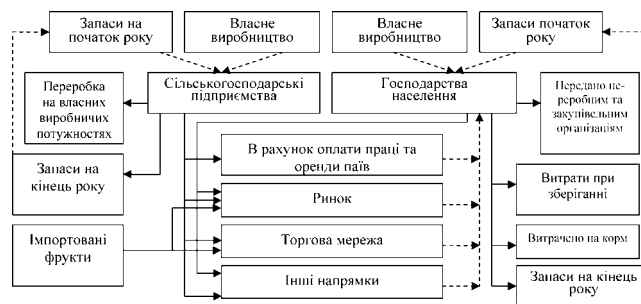 Запаси на
початок року
Власне
виробництво
Власне
виробництво
Запаси початок
року
Переробка
на власних
виробничих
потужностях
Сільськогосподарські
підприємства
Господарства
населення
Передано пе-
реробним та
закупівельним
організаціям
В рахунок оплати праці та
оренди паїв
Запаси на
кінець року
Ринок
Витрати при
зберіганні
Імпортовані
фрукти
Торгова мережа
Витрачено на корм
Інші напрямки
Запаси на кінець
року